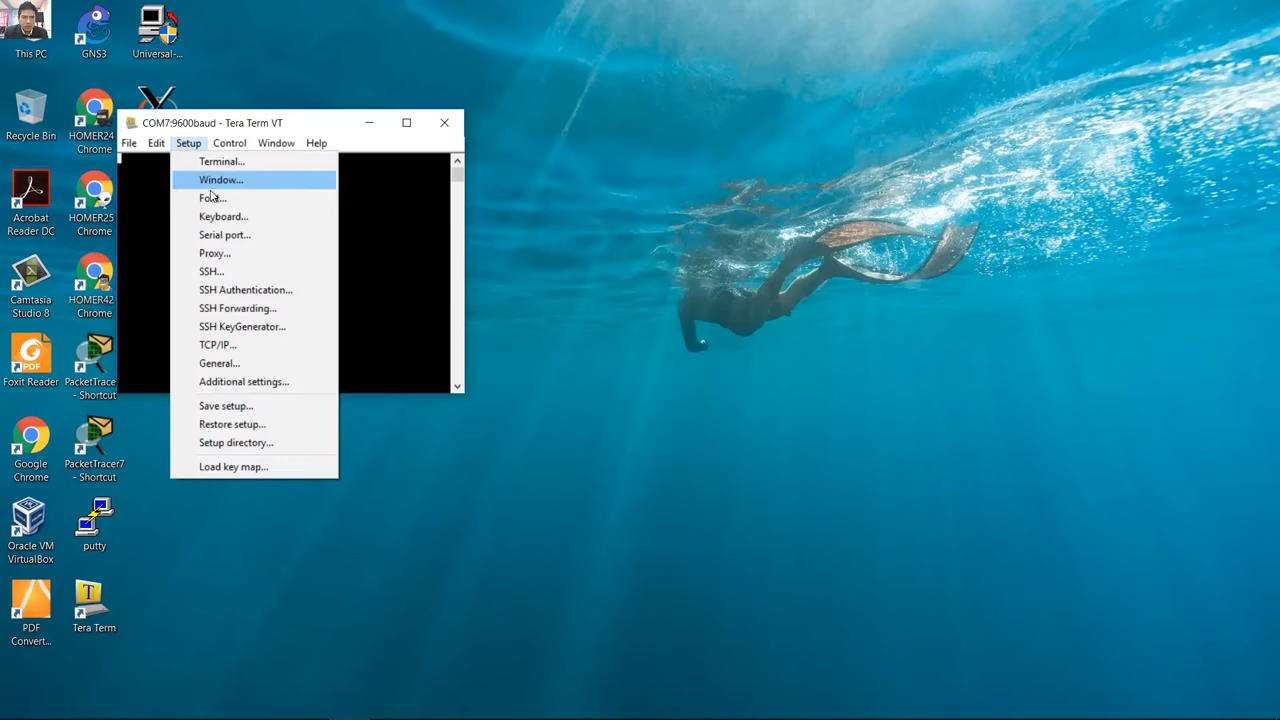 This PC
GNS3
Universal-...
Recycle Bin
HOMER24
Chrome
Acrobat
Reader DC
HOMER25
Chrome
Camtasia
Studio 8
HOMER42
Chrome
Foxit Reader
PacketTrace...
- Shortcut
Google
Chrome
PacketTracer7
- Shortcut
Oracle VM
VirtualBox
putty
PDF
Convert...
Tera Term
COM7:9600baud - Tera Term VT
File Edit Setup Control Window Help
Terminal...
Window...
Keyboard...
Serial port...
Proxy...
SSH...
SSH Authentication...
SSH Forwarding...
SSH KeyGenerator...
TCP/IP...
General...
Additional settings...
Save setup...
Restore setup...
Setup directory...
Load key map...